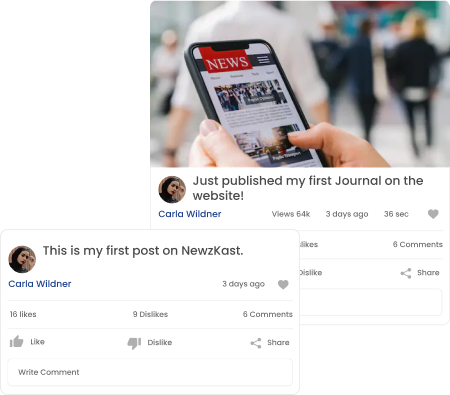 NEWS
Just published my first Journal on the
website!
Carla Wildner
Views 64k 3 days ago 36 sec
likes 6 Comments
Dislike Share
This is my first post on NewzKast.
Carla Wildner
3 days ago
16 likes 9 Dislikes 6 Comments
Like Dislike Share
Write Comment